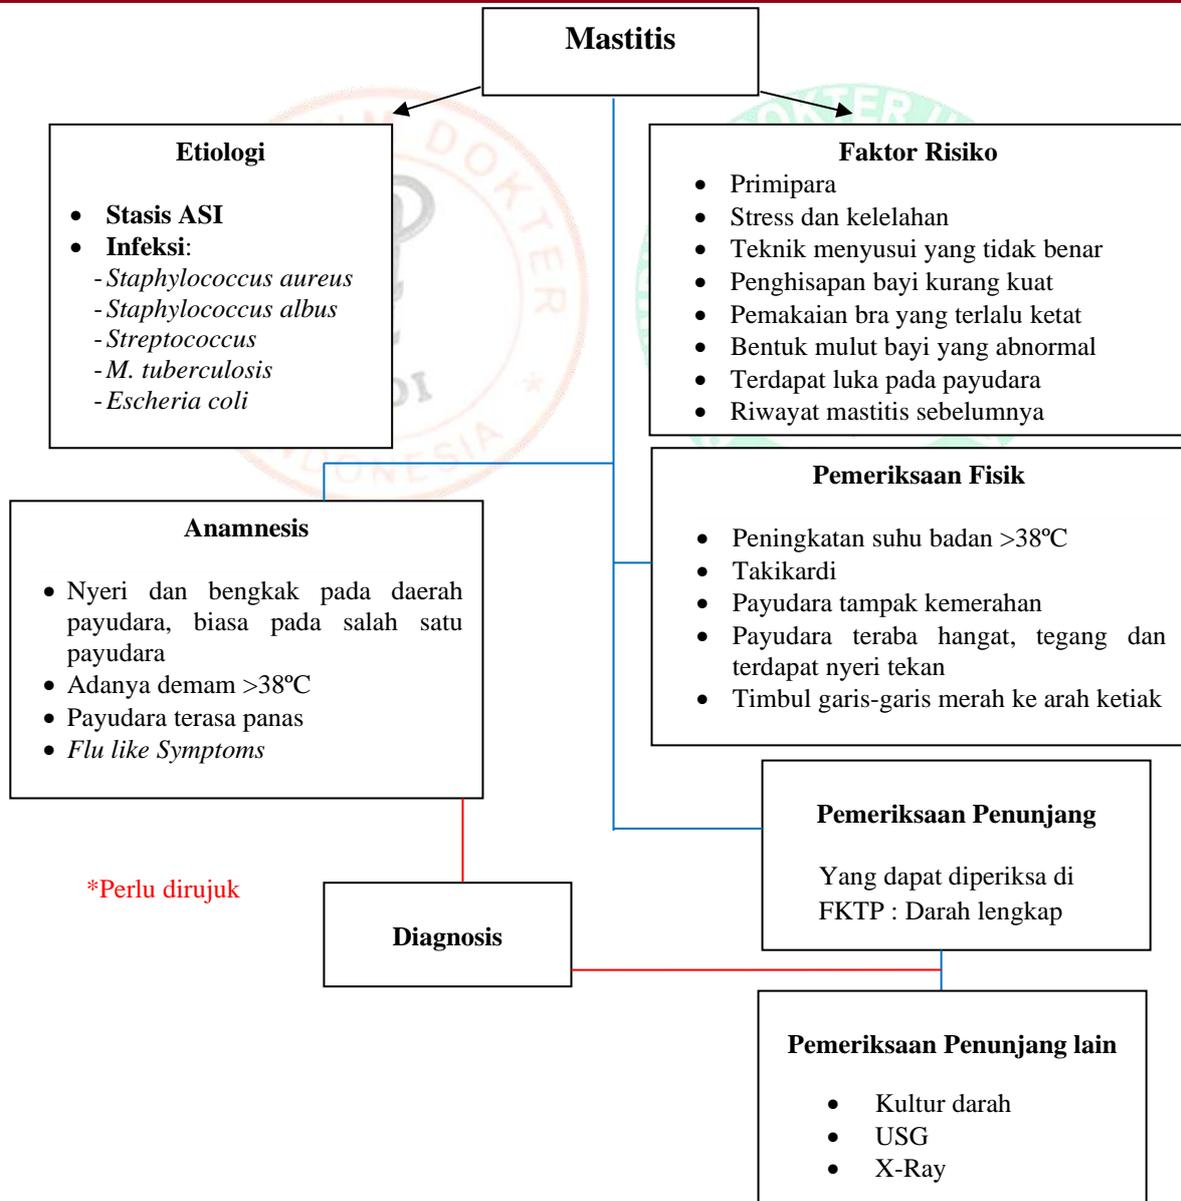 Mastitis
Etiologi
• Stasis ASI
• Infeksi:
- Staphylococcus aureus
- Staphylococcus albus
- Streptococcus
- M. tuberculosis
- Escheria coli
Faktor Risiko
• Primipara
• Stress dan kelelahan
• Teknik menyusui yang tidak benar
• Penghisapan bayi kurang kuat
• Pemakaian bra yang terlalu ketat
• Bentuk mulut bayi yang abnormal
• Terdapat luka pada payudara
• Riwayat mastitis sebelumnya
Anamnesis
• Nyeri dan bengkak pada daerah
payudara, biasa pada salah satu
payudara
• Adanya demam >38ºC
• Payudara terasa panas
• Flu like Symptoms
Pemeriksaan Fisik
• Peningkatan suhu badan >38ºC
• Takikardi
• Payudara tampak kemerahan
• Payudara teraba hangat, tegang dan
terdapat nyeri tekan
• Timbul garis-garis merah ke arah ketiak
Pemeriksaan Penunjang
Yang dapat diperiksa di
FKTP : Darah lengkap
*Perlu dirujuk
Diagnosis
Pemeriksaan Penunjang lain
• Kultur darah
• USG
• X-Ray
DOKTER
INDONESIA